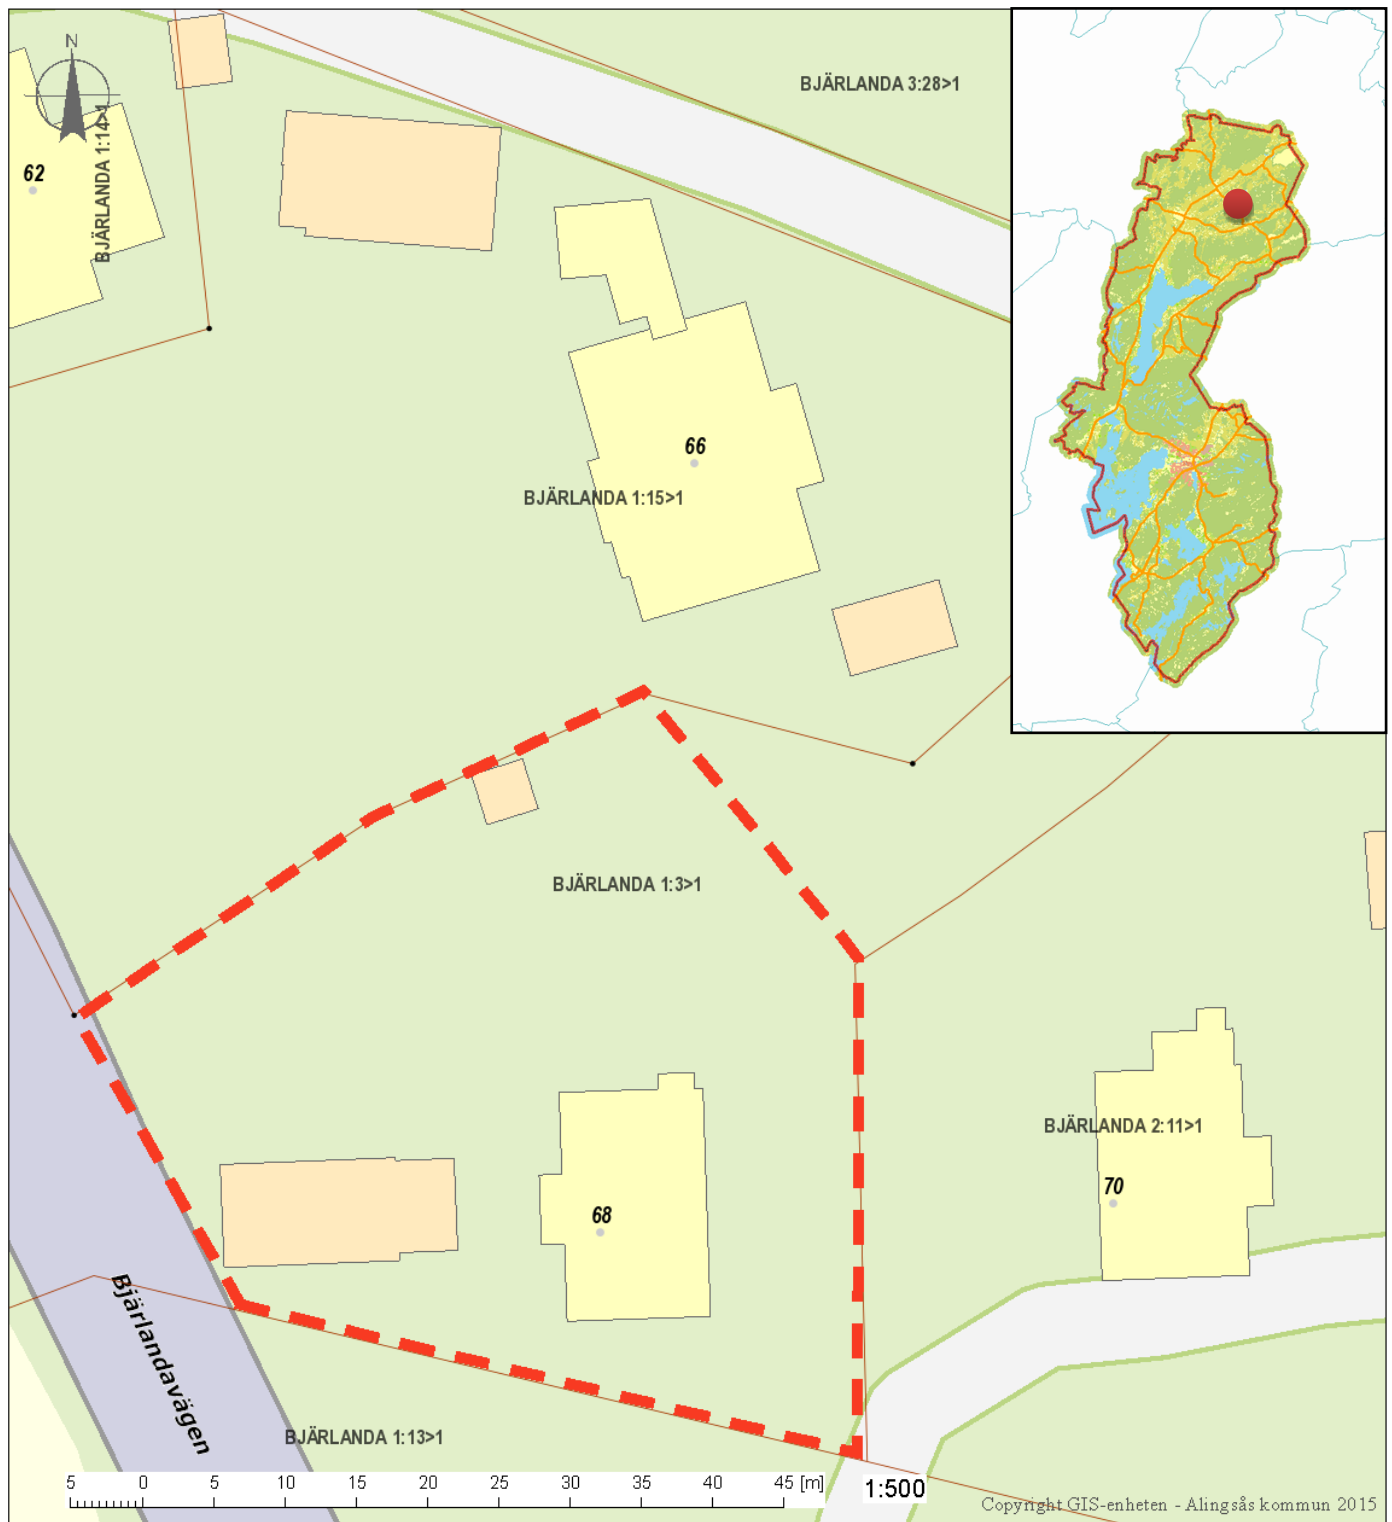 N
BJÄRLANDA 3:28>1
BJÄRLANDA 1:14>1
62
66
BJÄRLANDA 1:15>1
BJÄRLANDA 1:3>1
BJÄRLANDA 2:11>1
70
68
Bjärlandavägen
BJÄRLANDA 1:13>1
5 0 5 10 15 20 25 30 35 40 45 [m]
1:500
Copyright GIS-enheten - Alingsås kommun 2015